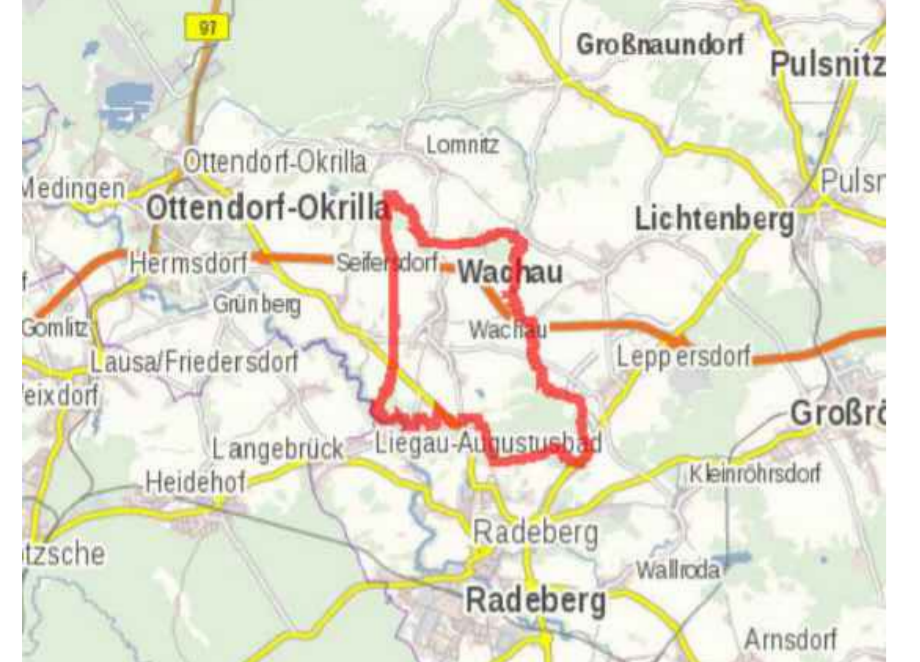 97
Großnaundorf
Pulsnitz
Lomnitz
Ottendorf-Okrilla
Medingen
Pulsr
Ottendorf-Okrilla
Lichtenberg
Hermsdorf
Seifersdorf
Wachau
Grünberg
Gomlitz
Wachau
Leppersdorf
Lausa/Friedersdorf
eixdorf
Großrö
Liegau-Augustusbad
Langebrück
Kleinröhrsdorf
Heidehof
Radeberg
tzsche
Wallroda
Radeberg
Arnsdorf